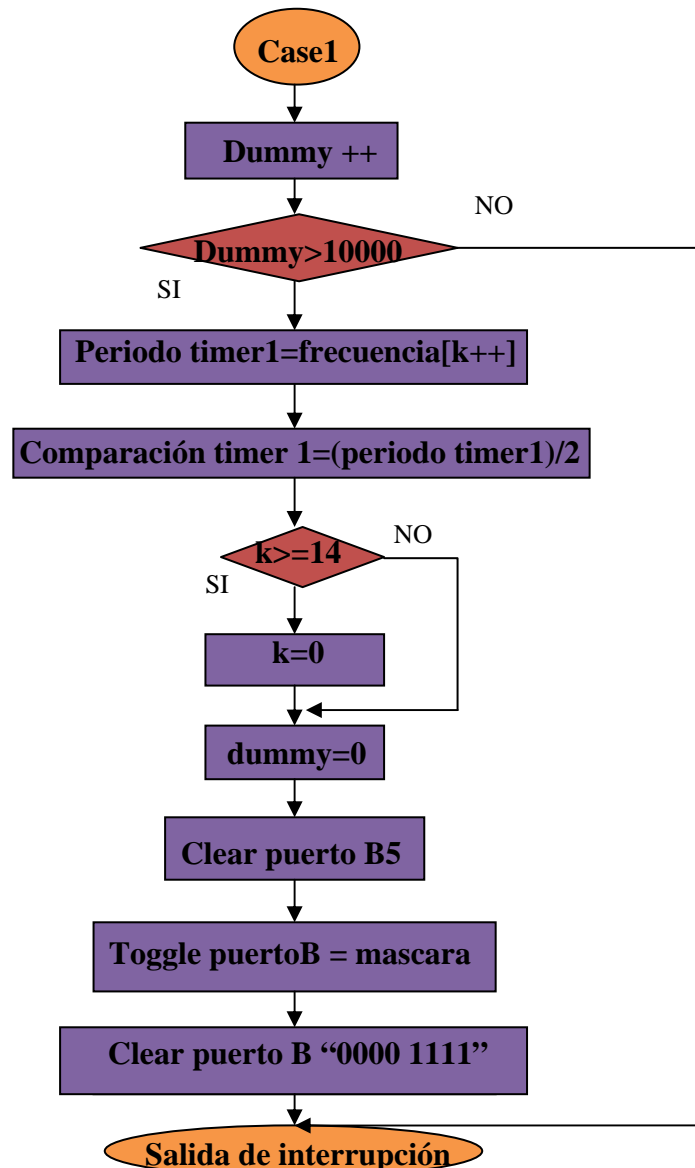 Case1
Dummy ++
NO
Dummy>10000
SI
Periodo timer1=frecuencia[k++]
Comparación timer 1=(periodo timer1)/2
NO
k>=14
SI
k=0
dummy=0
Clear puerto B5
Toggle puertoB = mascara
Clear puerto B “0000 1111”
Salida de interrupción